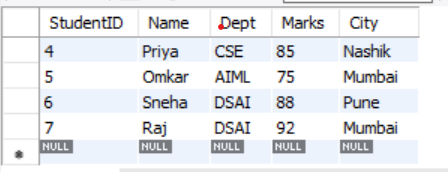 StudentID Name Dept Marks City
4 Priya CSE 85 Nashik
5 Omkar AIML 75 Mumbai
6 Sneha DSAI 88 Pune
7 Raj DSAI 92 Mumbai
NULL NULL NULL NULL NULL